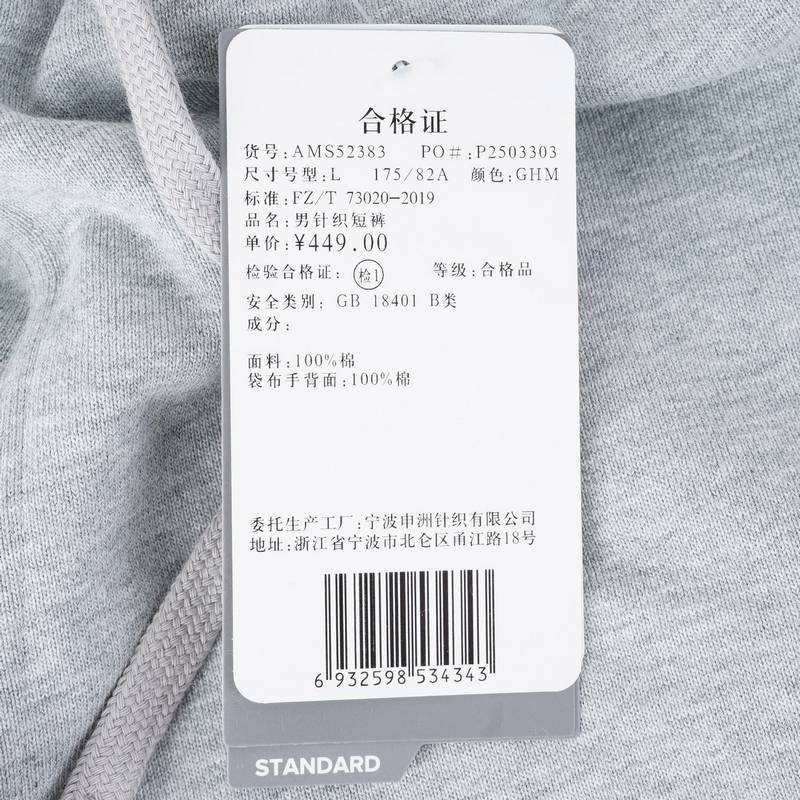 合格证
货号:AMS52383 PO#:P2503303
尺寸号型:L 175/82A 颜色:GHM
标准:FZ/T 73020-2019
品名:男针织短裤
单价:¥449.00
检验合格证: 检1 等级:合格品
安全类别: GB 18401 B类
成分:
面料:100%棉
袋布手背面:100%棉
委托生产工厂:宁波申洲针织有限公司
地址:浙江省宁波市北仑区甬江路18号
6 932598 534343
STANDARD